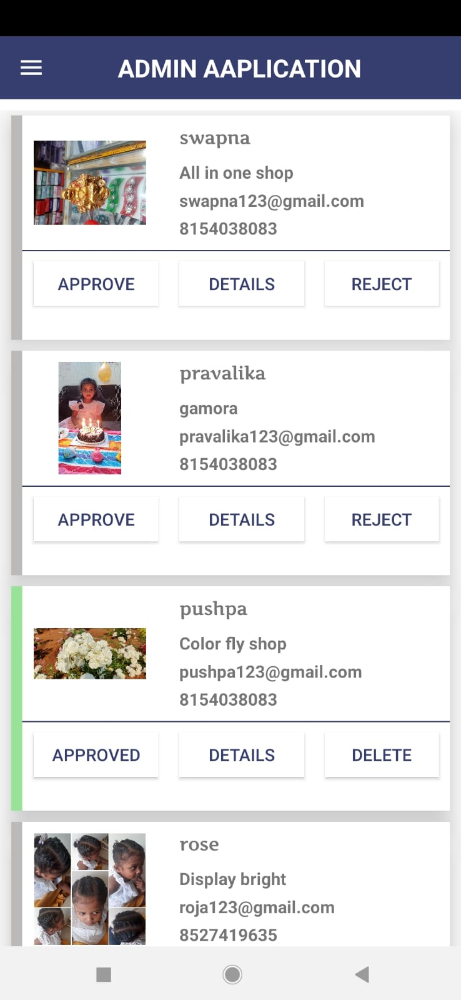 ADMIN AAPLICATION
swapna
All in one shop
swapna123@gmail.com
8154038083
APPROVE DETAILS REJECT
pravalika
gamora
pravalika123@gmail.com
8154038083
APPROVE DETAILS REJECT
pushpa
Color fly shop
pushpa123@gmail.com
8154038083
APPROVED DETAILS DELETE
rose
Display bright
roja123@gmail.com
8527419635